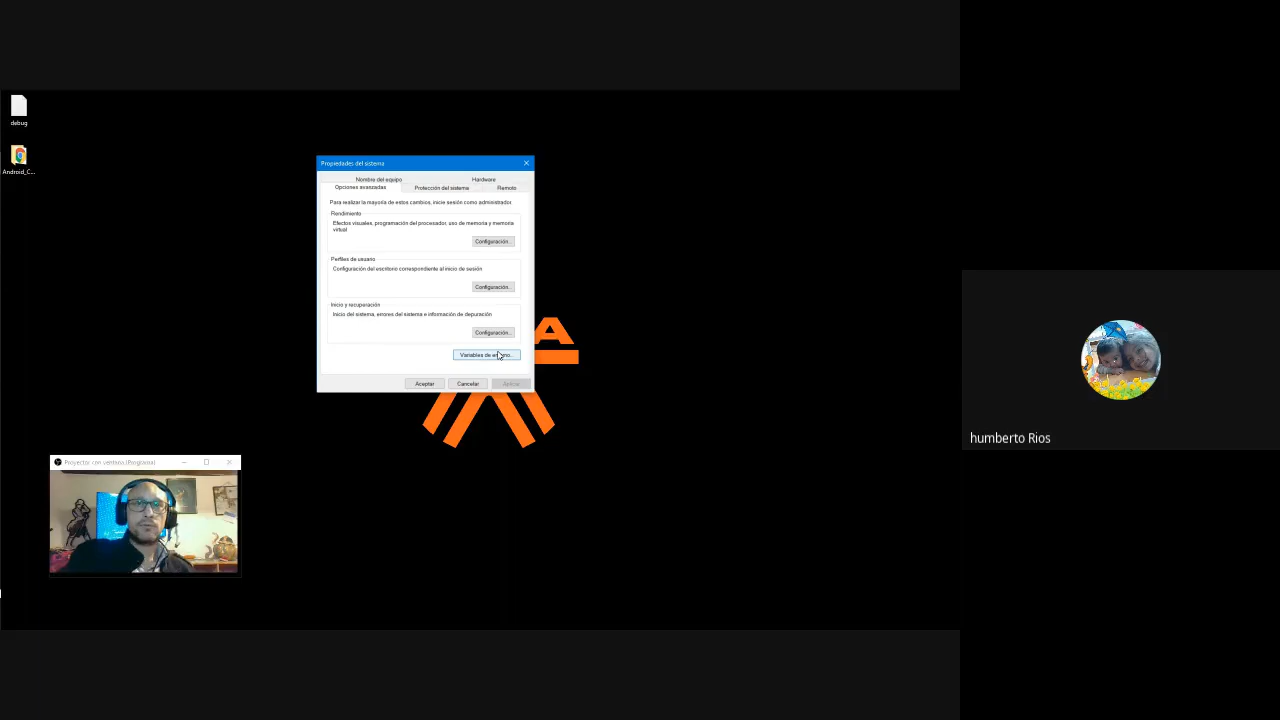 debug
Android_C...
Propiedades del sistema
Nombre del equipo
Hardware
Opciones avanzadas
Protección del sistema
Remoto
Para realizar la mayoría de estos cambios, inicie sesión como administrador.
Rendimiento
Efectos visuales, programación del procesador, uso de memoria y memoria
virtual
Configuración...
Perfiles de usuario
Configuración del escritorio correspondiente al inicio de sesión
Configuración...
Inicio y recuperación
Inicio del sistema, errores del sistema e información de depuración
Configuración...
Variables de
Aceptar
Cancelar
Aplicar
A
Proyector en ventana (Programa)
humberto Rios